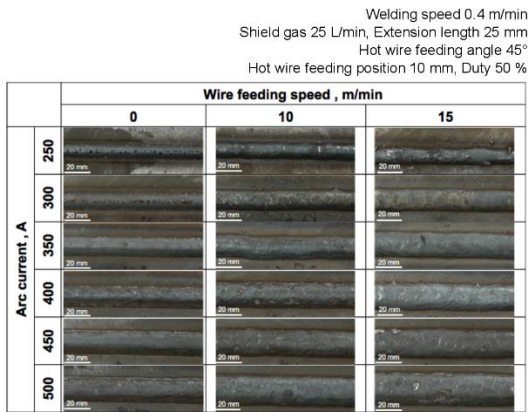 Welding speed 0.4 m/min
Shield gas 25 L/min, Extension length 25 mm
Hot wire feeding angle 45°
Hot wire feeding position 10 mm, Duty 50 %
Wire feeding speed , m/min
0 10 15
Arc current , A
250
20 mm 20 mm 20 mm
300
20 mm 20 mm 20 mm
350
20 mm 20 mm 20 mm
400
20 mm 20 mm 20 mm
450
20 mm 20 mm 20 mm
500
20 mm 20 mm 20 mm